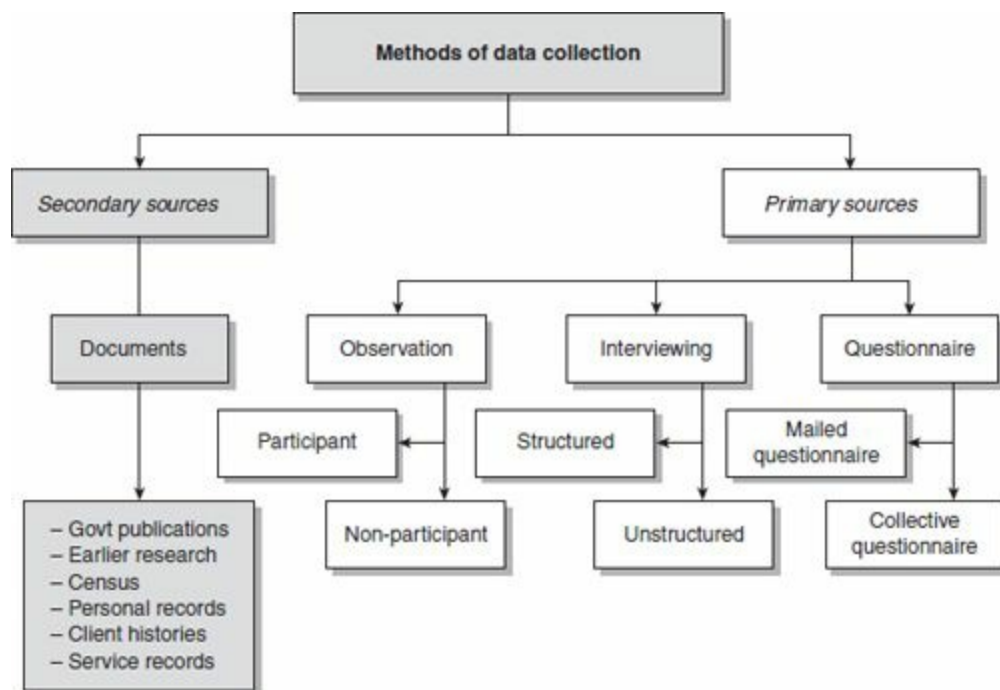 Methods of data collection
Secondary sources
Primary sources
Documents
Observation
Interviewing
Questionnaire
Participant
Structured
Mailed
questionnaire
– Govt publications
– Earlier research
– Census
– Personal records
– Client histories
– Service records
Non-participant
Unstructured
Collective
questionnaire